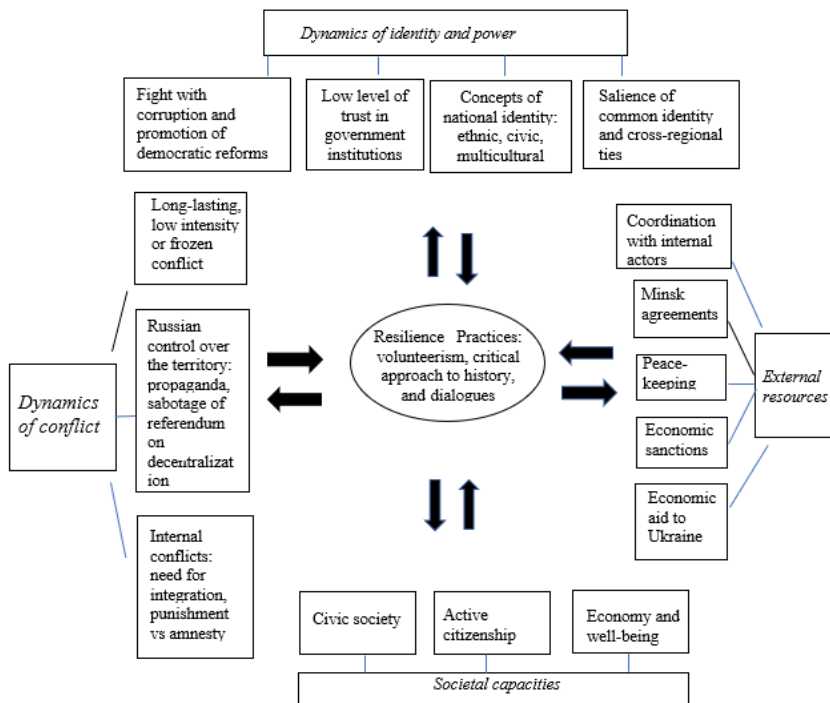 Dynamics of identity and power
Fight with
corruption and
promotion of
democratic reforms
Low level of
trust in
government
institutions
Concepts of
national identity:
ethnic, civic,
multicultural
Salience of
common identity
and cross-regional
ties
Long-lasting,
low intensity
or frozen
conflict
Russian
control over
the territory:
propaganda,
sabotage of
referendum
on
decentralizat
ion
Internal
conflicts:
need for
integration,
punishment
vs amnesty
Dynamics
of conflict
Resilience Practices:
volunteerism, critical
approach to history,
and dialogues
Coordination
with internal
actors
Minsk
agreements
Peace-
keeping
Economic
sanctions
Economic
aid to
Ukraine
External
resources
Civic society
Active
citizenship
Economy and
well-being
Societal capacities